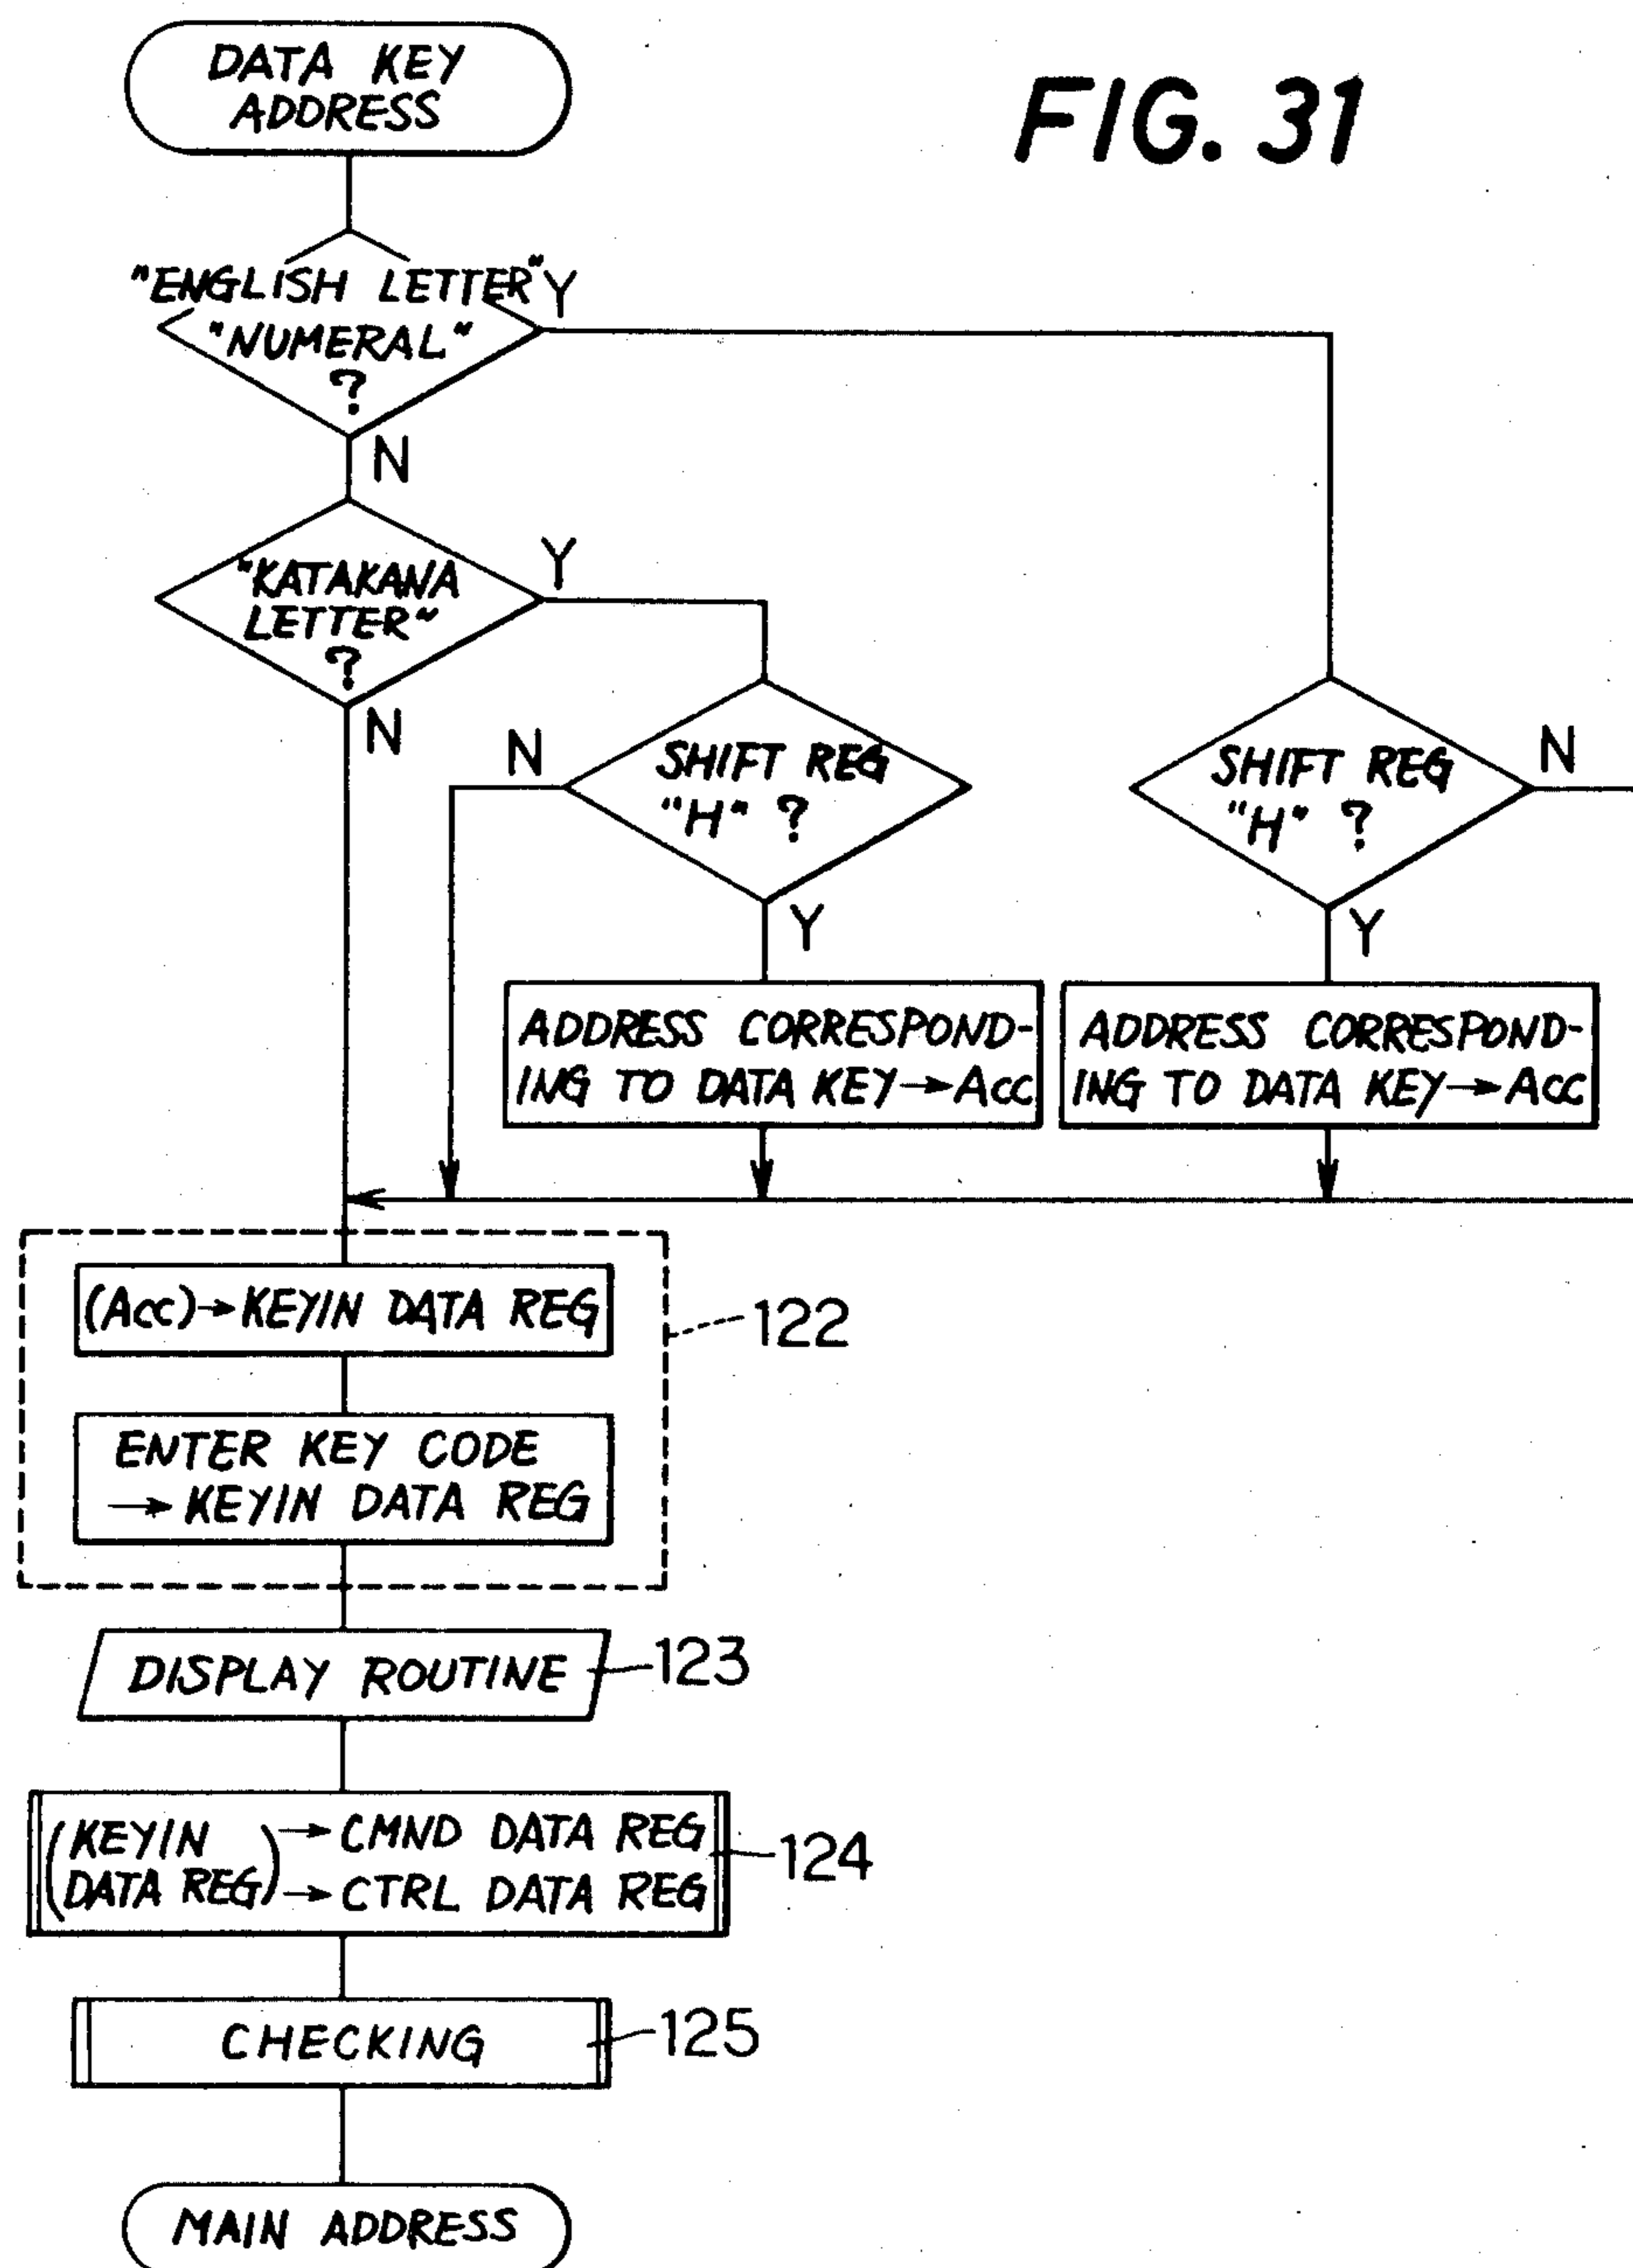 DATA KEY
ADDRESS
FIG. 31
"ENGLISH LETTER" Y
"NUMERAL"
?
N
"KATAKANA
LETTER"
?
Y
N
N
SHIFT REG
"H" ?
Y
SHIFT REG
"H" ?
N
Y
ADDRESS CORRESPOND-
ING TO DATA KEY→ACC
ADDRESS CORRESPOND-
ING TO DATA KEY→ACC
(ACC)→KEYIN DATA REG
122
ENTER KEY CODE
→KEYIN DATA REG
DISPLAY ROUTINE
123
(KEYIN
DATA REG)
→CMND DATA REG
→CTRL DATA REG
124
CHECKING
125
MAIN ADDRESS